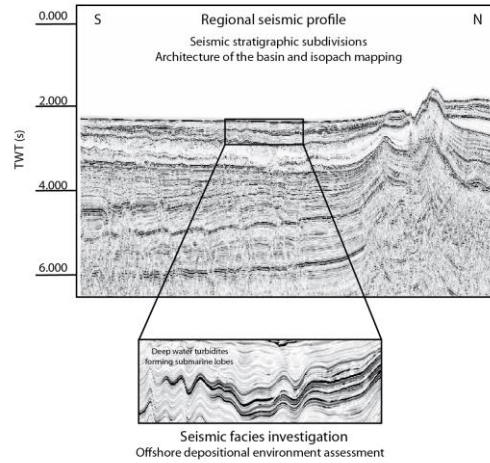 0.000
S
Regional seismic profile
N
Seismic stratigraphic subdivisions
Architecture of the basin and isopach mapping
2.000
TWT (s)
4.000
6.000
Deep water turbidites
forming submarine lobes
Seismic facies investigation
Offshore depositional environment assessment